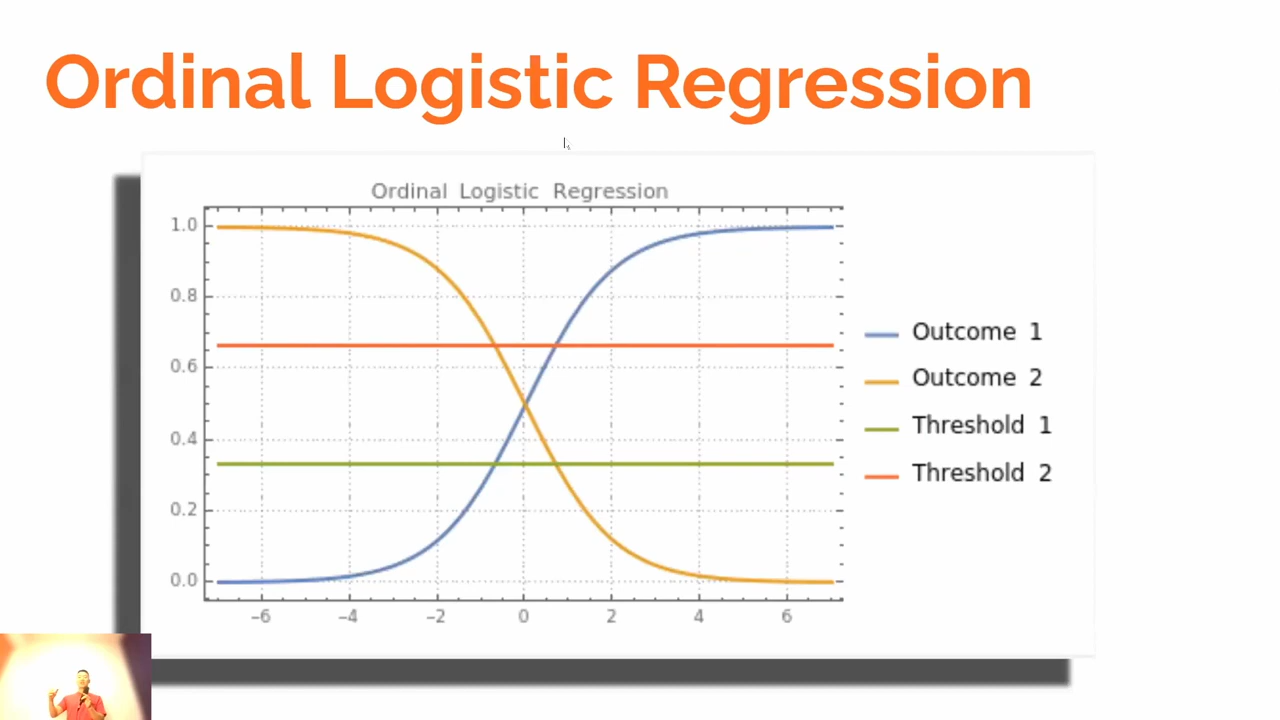 Ordinal Logistic Regression
Ordinal Logistic Regression
1.0
0.8
0.6
0.4
0.2
0.0
−6 −4 −2 0 2 4 6
Outcome 1
Outcome 2
Threshold 1
Threshold 2